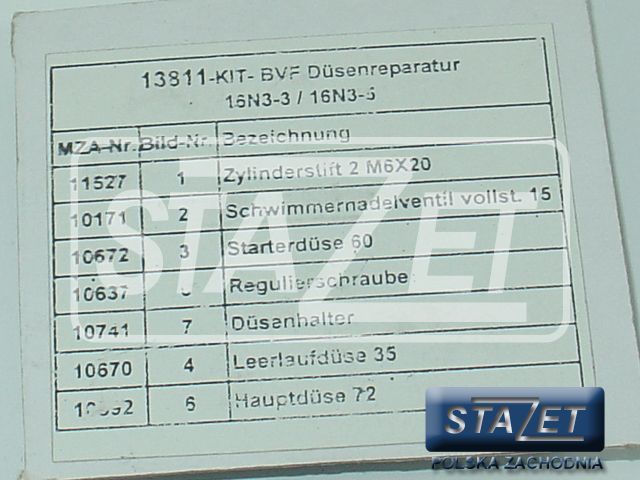 13811-KIT- BVF Düsenreparatur
16N3-3 / 16N3-5
MZA-Nr. Bild-Nr. Bezeichnung
11527 1 Zylinderstift 2 M6X20
10171 2 Schwimmernadelventil vollst. 15
10672 3 Starterdüse 60
10637 Regulierschraube
10741 7 Düsenhalter
10670 4 Leerlaufdüse 35
6 Hauptdüse 72
STAZET
STAZET
POLSKA ZACHODNIA